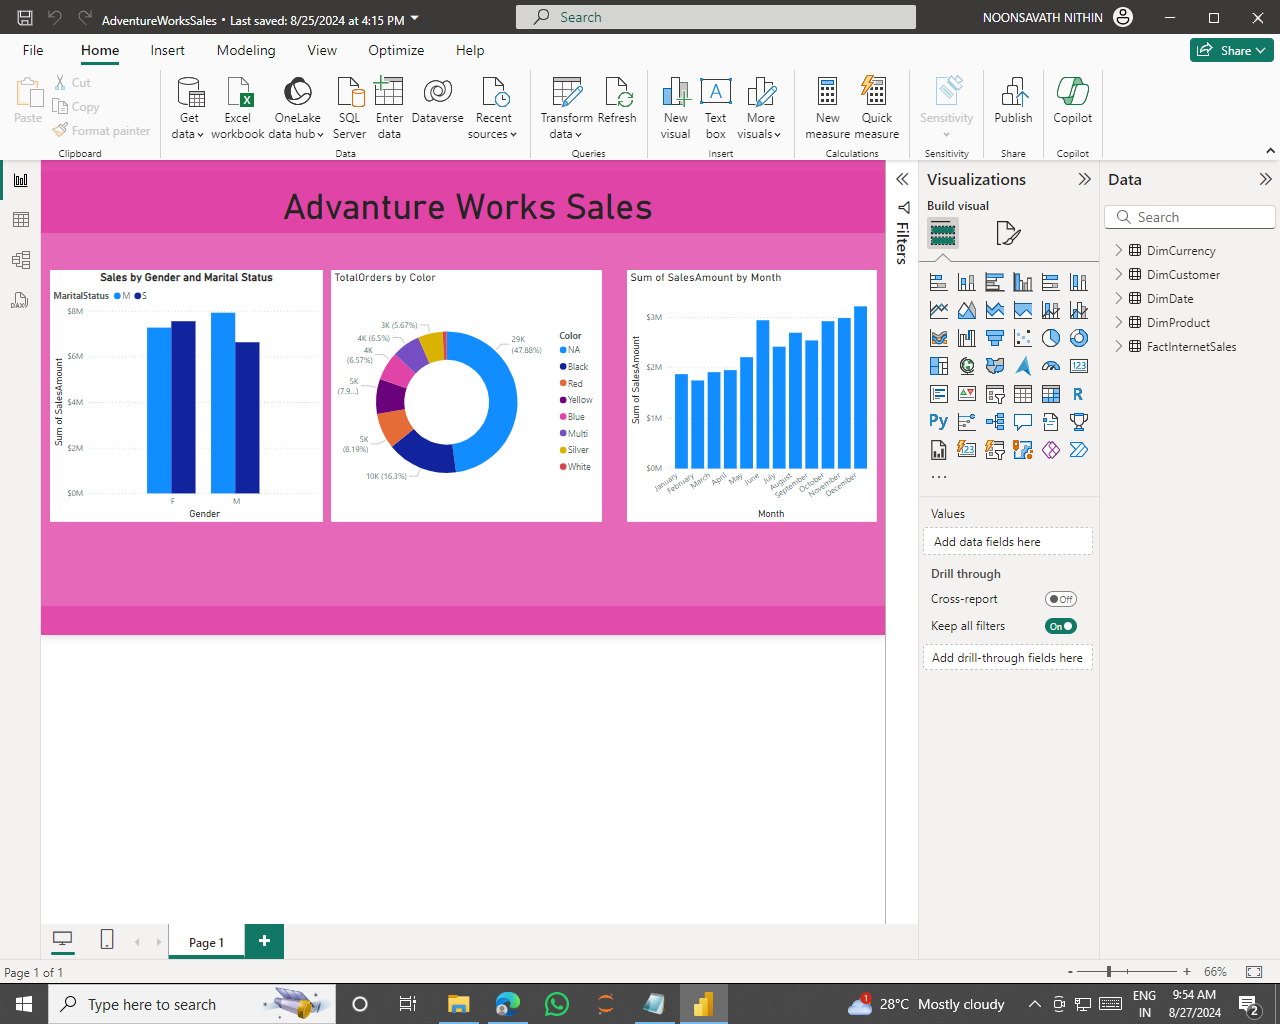 AdventureWorksSales • Last saved: 8/25/2024 at 4:15 PM
Search
NOONSAVATH NITHIN
File Home Insert Modeling View Optimize Help
Share
Paste
Cut
Copy
Format painter
Clipboard
Get data
Excel workbook
OneLake data hub
SQL Server
Enter data
Dataverse
Recent sources
Data
Transform data
Refresh
Queries
New visual
Text box
More visuals
Insert
New measure
Quick measure
Calculations
Sensitivity
Sensitivity
Publish
Share
Copilot
Copilot
Advanture Works Sales
Sales by Gender and Marital Status
MaritalStatus M S
$8M
$6M
$4M
$2M
$0M
Sum of SalesAmount
F M
Gender
TotalOrders by Color
3K (5.67%)
4K (6.5%)
4K
(6.57%)
5K
(7.9...)
5K
(8.19%)
10K (16.3%)
29K
(47.88%)
Color
NA
Black
Red
Yellow
Blue
Multi
Silver
White
Sum of SalesAmount by Month
$3M
$2M
$1M
$0M
Sum of SalesAmount
January February March April May June July August September October November December
Month
Filters
Visualizations
Build visual
123
R
Py
123
...
Values
Add data fields here
Drill through
Cross-report Off
Keep all filters On
Add drill-through fields here
Data
Search
DimCurrency
DimCustomer
DimDate
DimProduct
FactInternetSales
DAX
Page 1
+
Page 1 of 1
- + 66%
Type here to search
1
28°C Mostly cloudy
ENG
IN
9:54 AM
8/27/2024
2